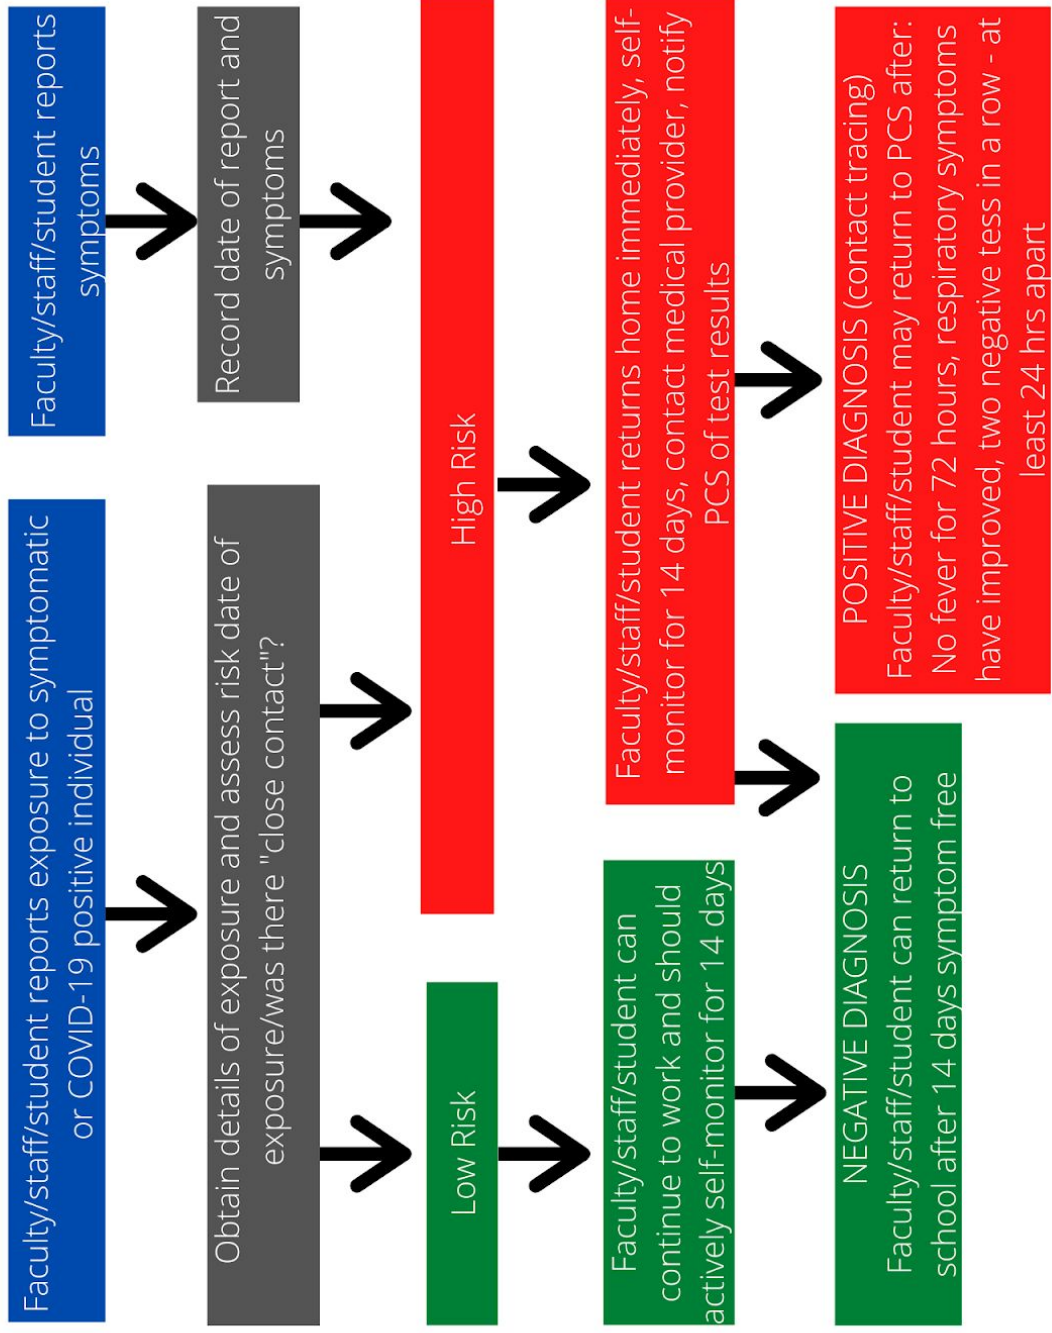 Faculty/staff/student reports exposure to symptomatic
or COVID-19 positive individual
Faculty/staff/student reports
symptoms
Obtain details of exposure and assess risk date of
exposure/was there "close contact"?
Record date of report and
symptoms
Low Risk
High Risk
Faculty/staff/student can
continue to work and should
actively self-monitor for 14 days
Faculty/staff/student returns home immediately, self-
monitor for 14 days, contact medical provider, notify
PCS of test results
NEGATIVE DIAGNOSIS
Faculty/staff/student can return to
school after 14 days symptom free
POSITIVE DIAGNOSIS (contact tracing)
Faculty/staff/student may return to PCS after:
No fever for 72 hours, respiratory symptoms
have improved, two negative tess in a row - at
least 24 hrs apart